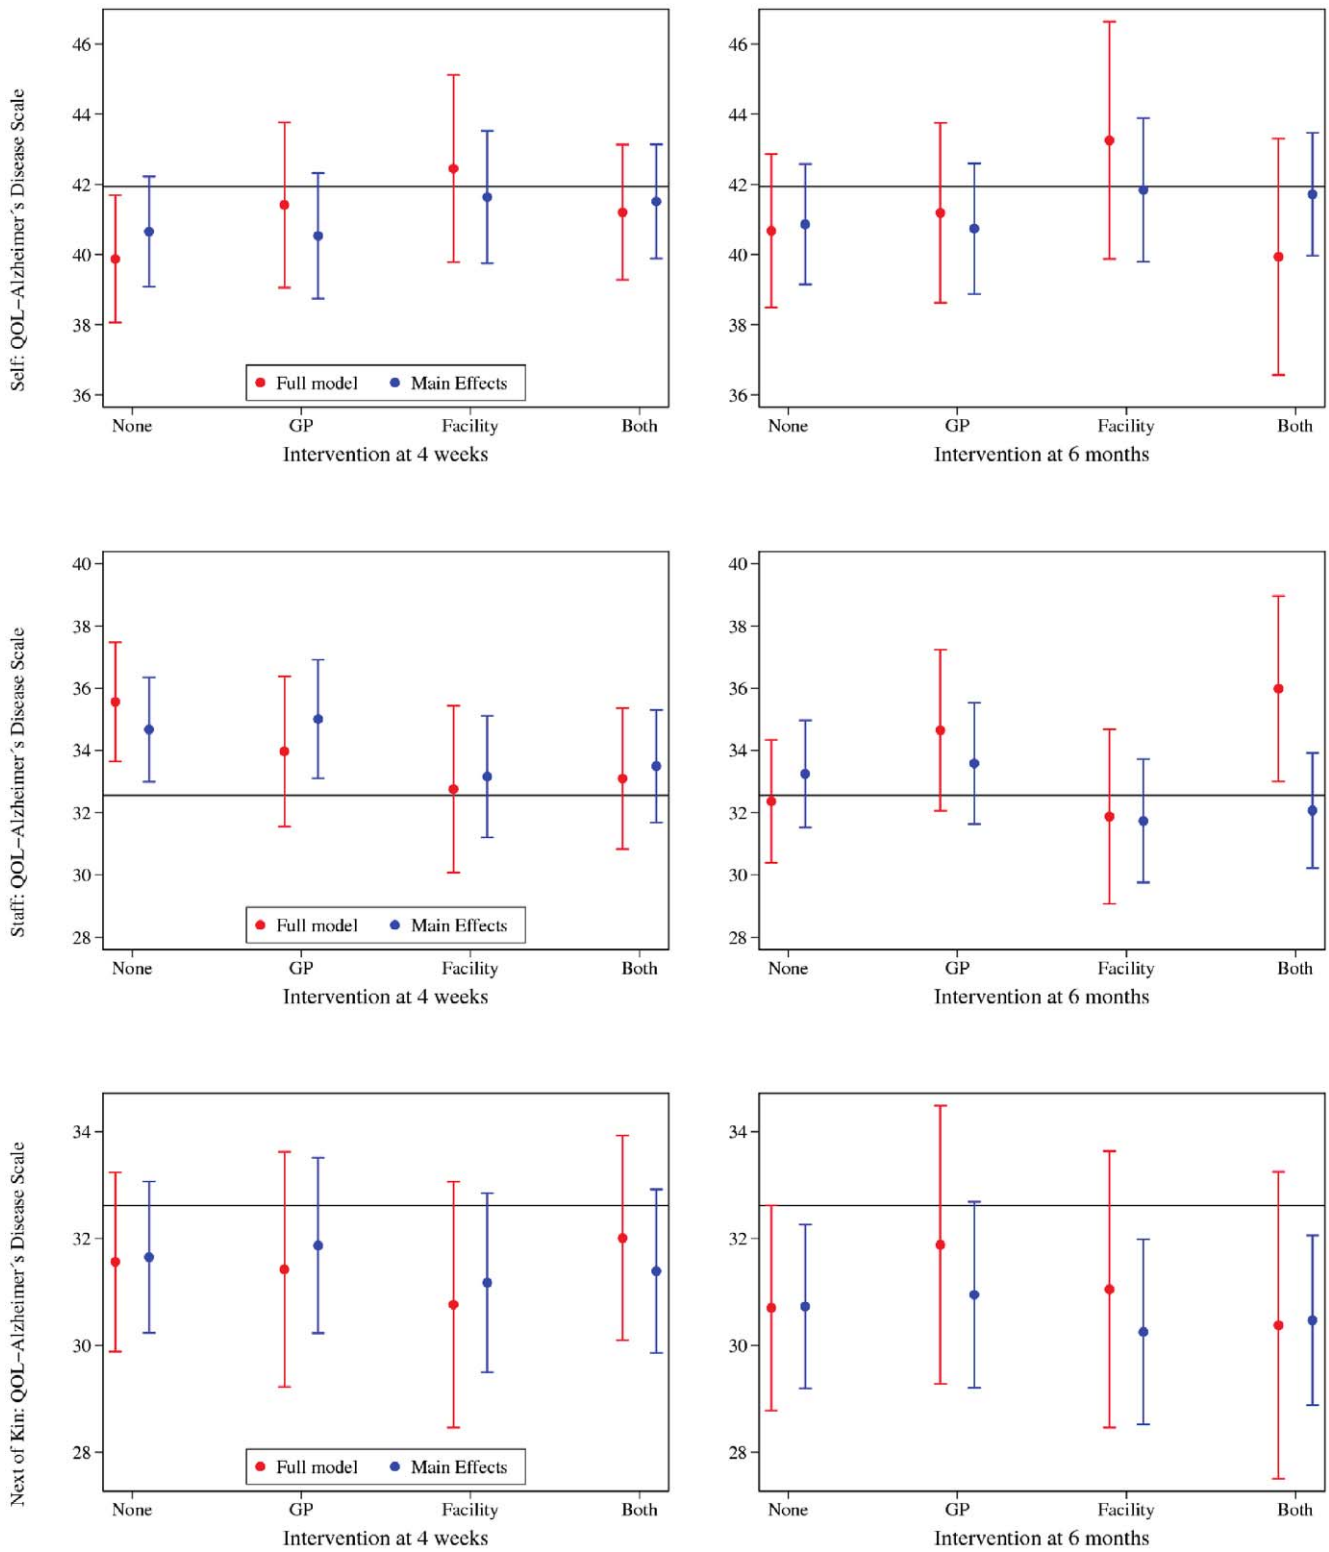 Self: QOL−Alzheimer´s Disease Scale
46
44
42
40
38
36
Full model
Main Effects
None GP Facility Both
Intervention at 4 weeks
46
44
42
40
38
36
None GP Facility Both
Intervention at 6 months
Staff: QOL−Alzheimer´s Disease Scale
40
38
36
34
32
30
28
Full model
Main Effects
None GP Facility Both
Intervention at 4 weeks
40
38
36
34
32
30
28
None GP Facility Both
Intervention at 6 months
Next of Kin: QOL−Alzheimer´s Disease Scale
34
32
30
28
Full model
Main Effects
None GP Facility Both
Intervention at 4 weeks
34
32
30
28
None GP Facility Both
Intervention at 6 months